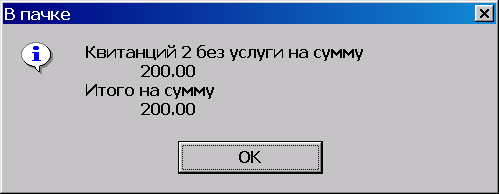 В пачке
Квитанций 2 без услуги на сумму
200.00
Итого на сумму
200.00
OK